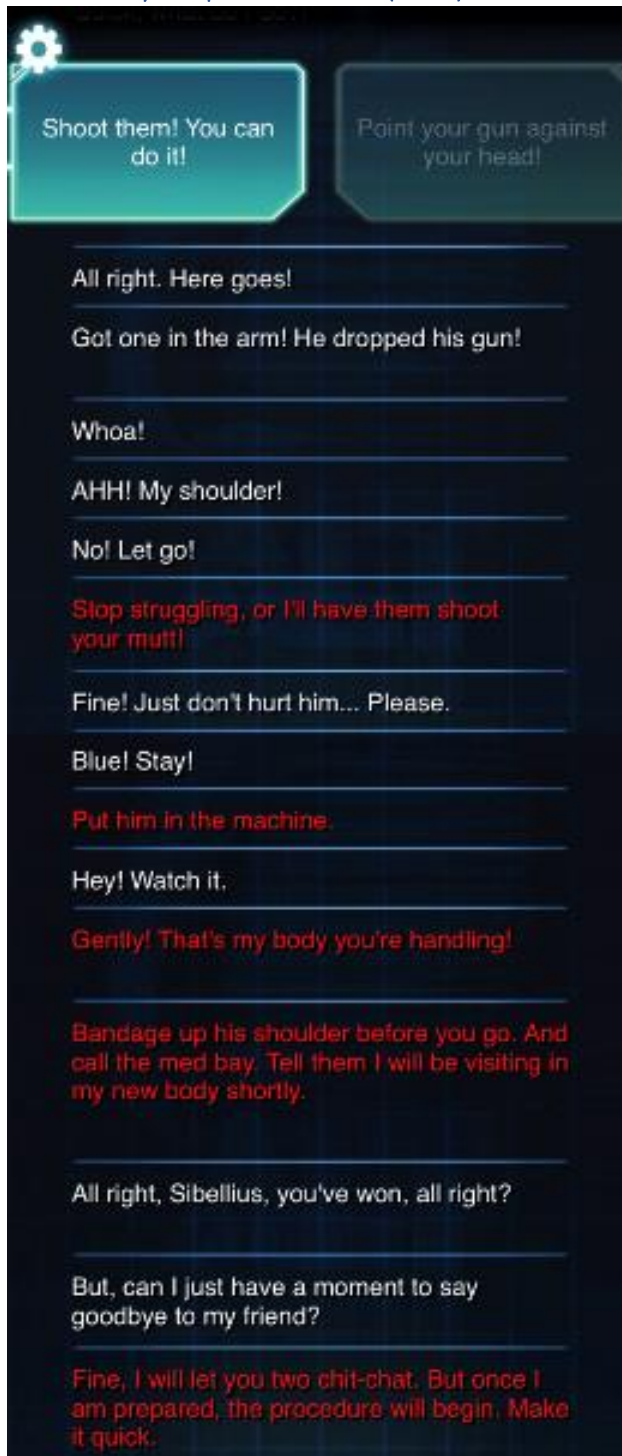 Shoot them! You can
do it!
Point your gun against
your head!
All right. Here goes!
Got one in the arm! He dropped his gun!
Whoa!
AHH! My shoulder!
No! Let go!
Stop struggling, or I'll have them shoot
your mutt!
Fine! Just don't hurt him... Please.
Blue! Stay!
Put him in the machine.
Hey! Watch it.
Gently! That's my body you're handling!
Bandage up his shoulder before you go. And
call the med bay. Tell them I will be visiting in
my new body shortly.
All right, Sibellius, you've won, all right?
But, can I just have a moment to say
goodbye to my friend?
Fine, I will let you two chit-chat. But once I
am prepared, the procedure will begin. Make
it quick.